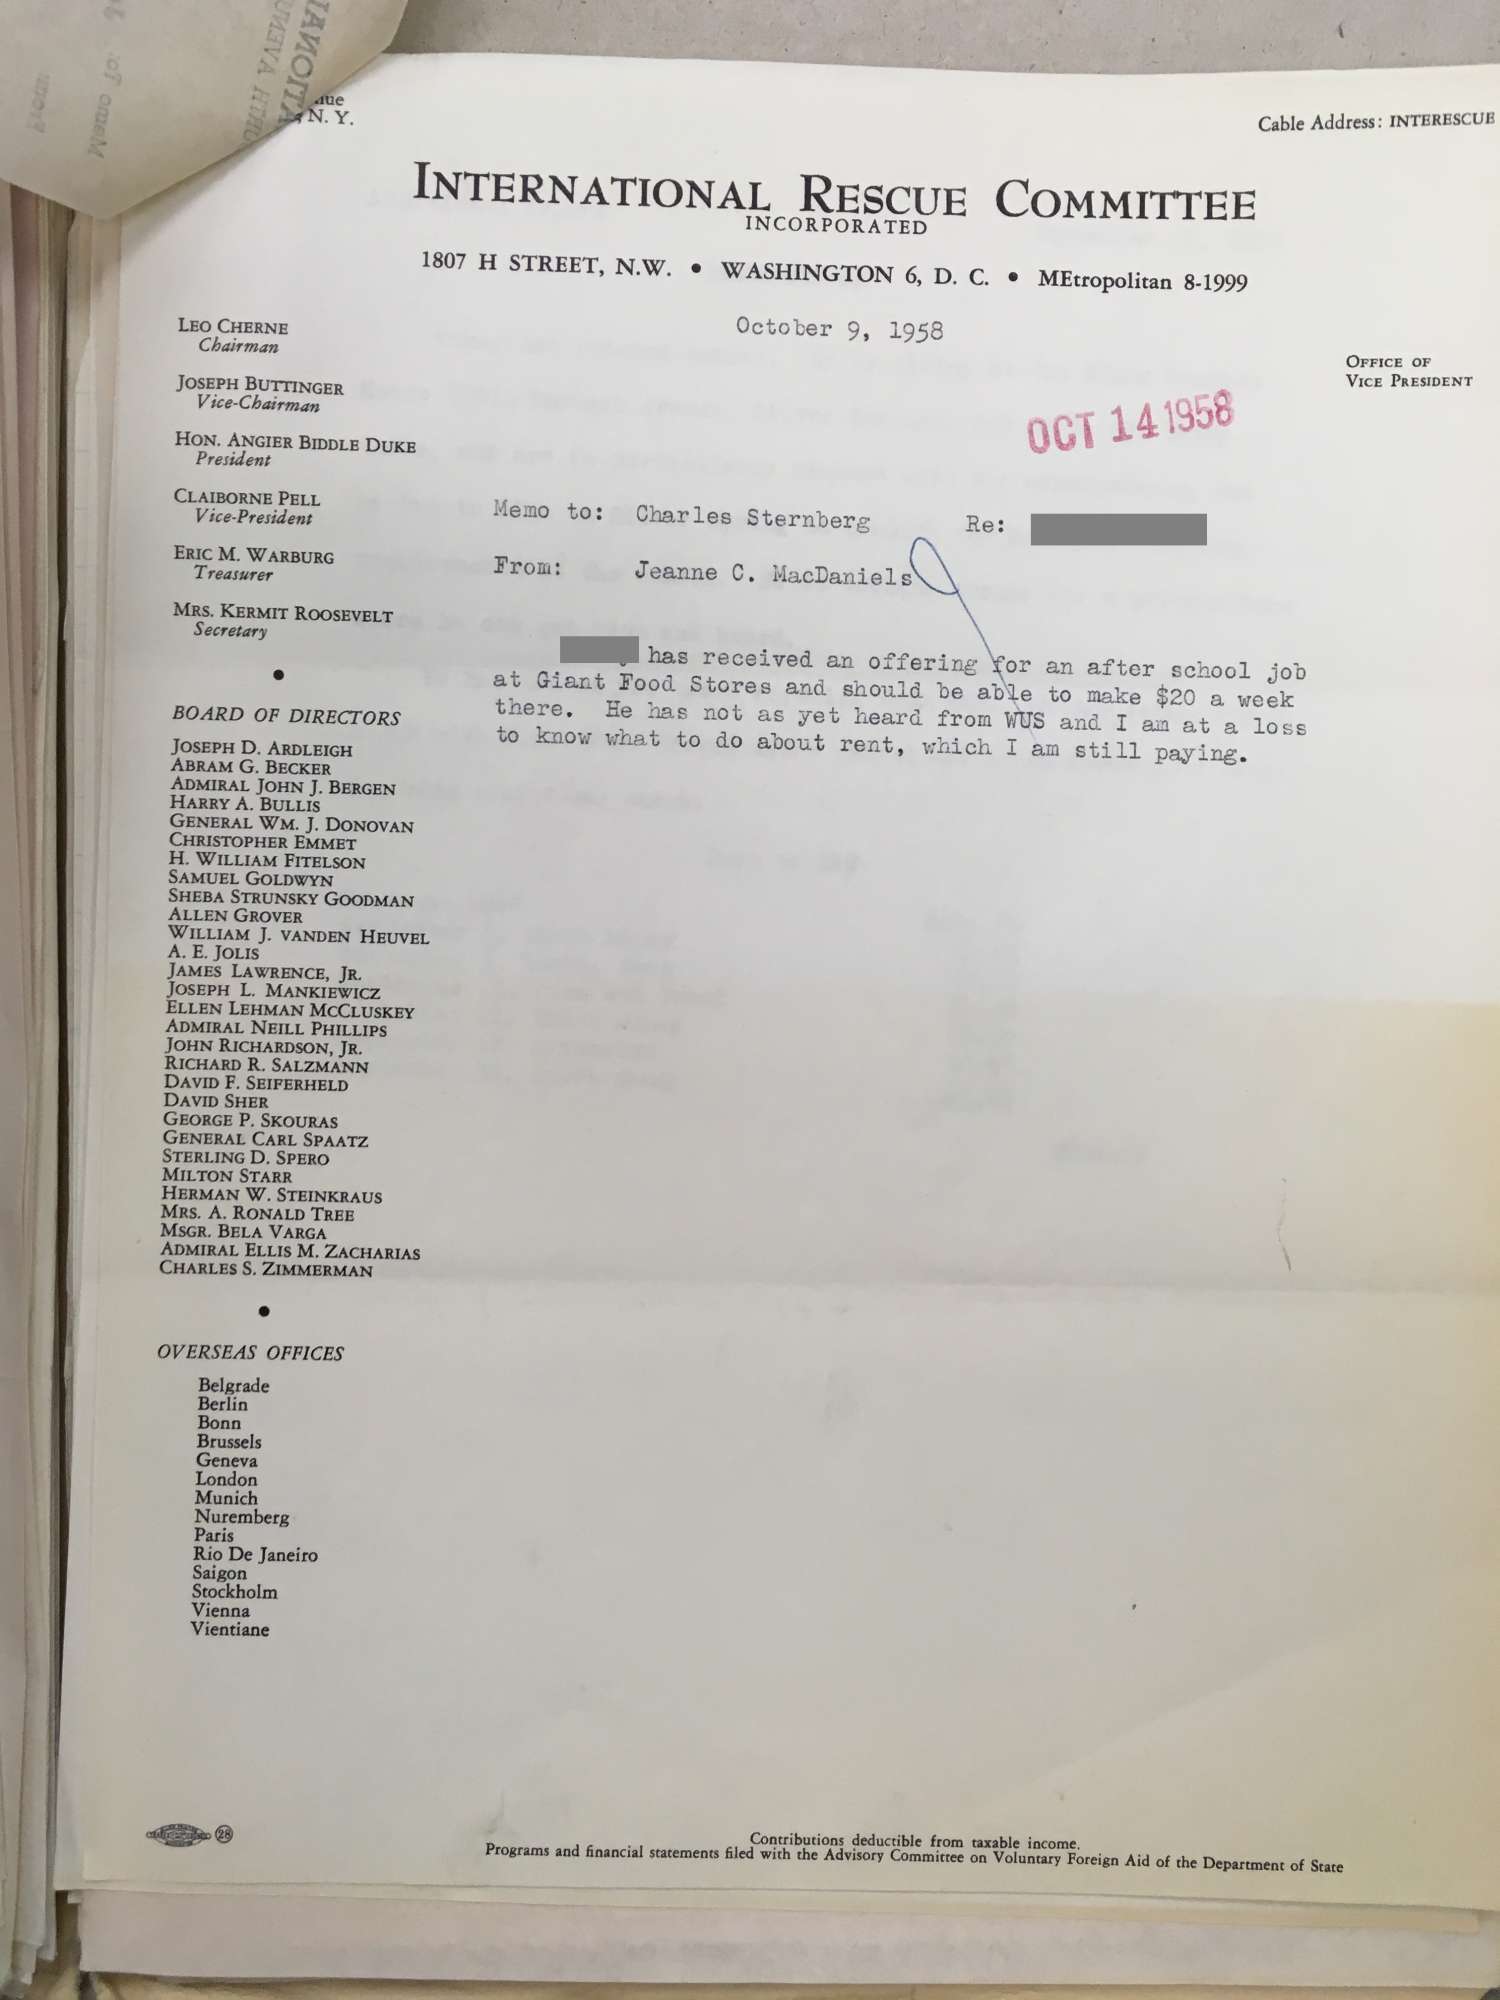 N. Y.
Cable Address: INTERESCUE
INTERNATIONAL RESCUE COMMITTEE
INCORPORATED
1807 H STREET, N.W. • WASHINGTON 6, D. C. • MEtropolitan 8-1999
October 9, 1958
OFFICE OF
VICE PRESIDENT
OCT 14 1958
LEO CHERNE
Chairman
JOSEPH BUTTINGER
Vice-Chairman
HON. ANGIER BIDDLE DUKE
President
CLAIBORNE PELL
Vice-President
ERIC M. WARBURG
Treasurer
MRS. KERMIT ROOSEVELT
Secretary
•
BOARD OF DIRECTORS
JOSEPH D. ARDLEIGH
ABRAM G. BECKER
ADMIRAL JOHN J. BERGEN
HARRY A. BULLIS
GENERAL WM. J. DONOVAN
CHRISTOPHER EMMET
H. WILLIAM FITELSON
SAMUEL GOLDWYN
SHEBA STRUNSKY GOODMAN
ALLEN GROVER
WILLIAM J. VANDEN HEUVEL
A. E. JOLIS
JAMES LAWRENCE, JR.
JOSEPH L. MANKIEWICZ
ELLEN LEHMAN MCCLUSKEY
ADMIRAL NEILL PHILLIPS
JOHN RICHARDSON, JR.
RICHARD R. SALZMANN
DAVID F. SEIFERHELD
DAVID SHER
GEORGE P. SKOURAS
GENERAL CARL SPAATZ
STERLING D. SPERO
MILTON STARR
HERMAN W. STEINKRAUS
MRS. A. RONALD TREE
MSGR. BELA VARGA
ADMIRAL ELLIS M. ZACHARIAS
CHARLES S. ZIMMERMAN
•
OVERSEAS OFFICES
Belgrade
Berlin
Bonn
Brussels
Geneva
London
Munich
Nuremberg
Paris
Rio De Janeiro
Saigon
Stockholm
Vienna
Vientiane
Memo to: Charles Sternberg Re:
From: Jeanne C. MacDaniels
has received an offering for an after school job
at Giant Food Stores and should be able to make $20 a week
there. He has not as yet heard from WUS and I am at a loss
to know what to do about rent, which I am still paying.
28
Contributions deductible from taxable income.
Programs and financial statements filed with the Advisory Committee on Voluntary Foreign Aid of the Department of State